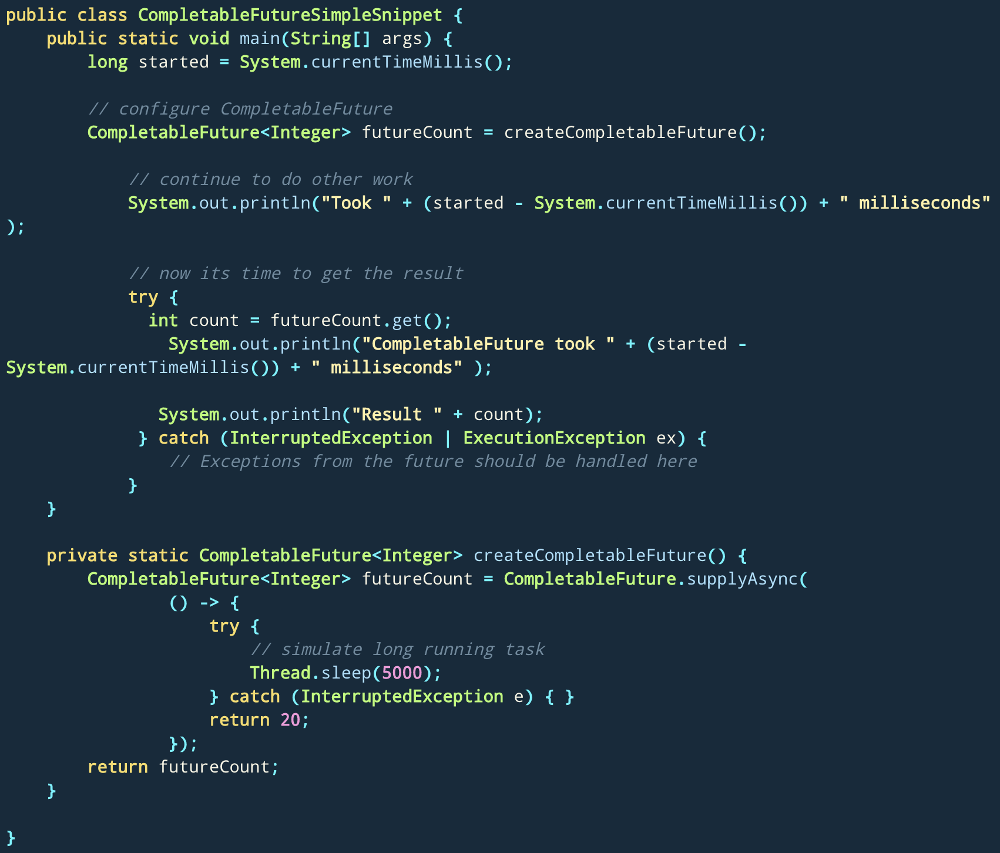 public class CompletableFutureSimpleSnippet {
    public static void main(String[] args) {
        long started = System.currentTimeMillis();

        // configure CompletableFuture
        CompletableFuture<Integer> futureCount = createCompletableFuture();

            // continue to do other work
            System.out.println("Took " + (started - System.currentTimeMillis()) + " milliseconds"
);

            // now its time to get the result
            try {
              int count = futureCount.get();
                System.out.println("CompletableFuture took " + (started -
System.currentTimeMillis()) + " milliseconds" );

               System.out.println("Result " + count);
             } catch (InterruptedException | ExecutionException ex) {
                // Exceptions from the future should be handled here
            }
    }

    private static CompletableFuture<Integer> createCompletableFuture() {
        CompletableFuture<Integer> futureCount = CompletableFuture.supplyAsync(
                () -> {
                    try {
                        // simulate long running task
                        Thread.sleep(5000);
                    } catch (InterruptedException e) { }
                    return 20;
                });
        return futureCount;
    }

}